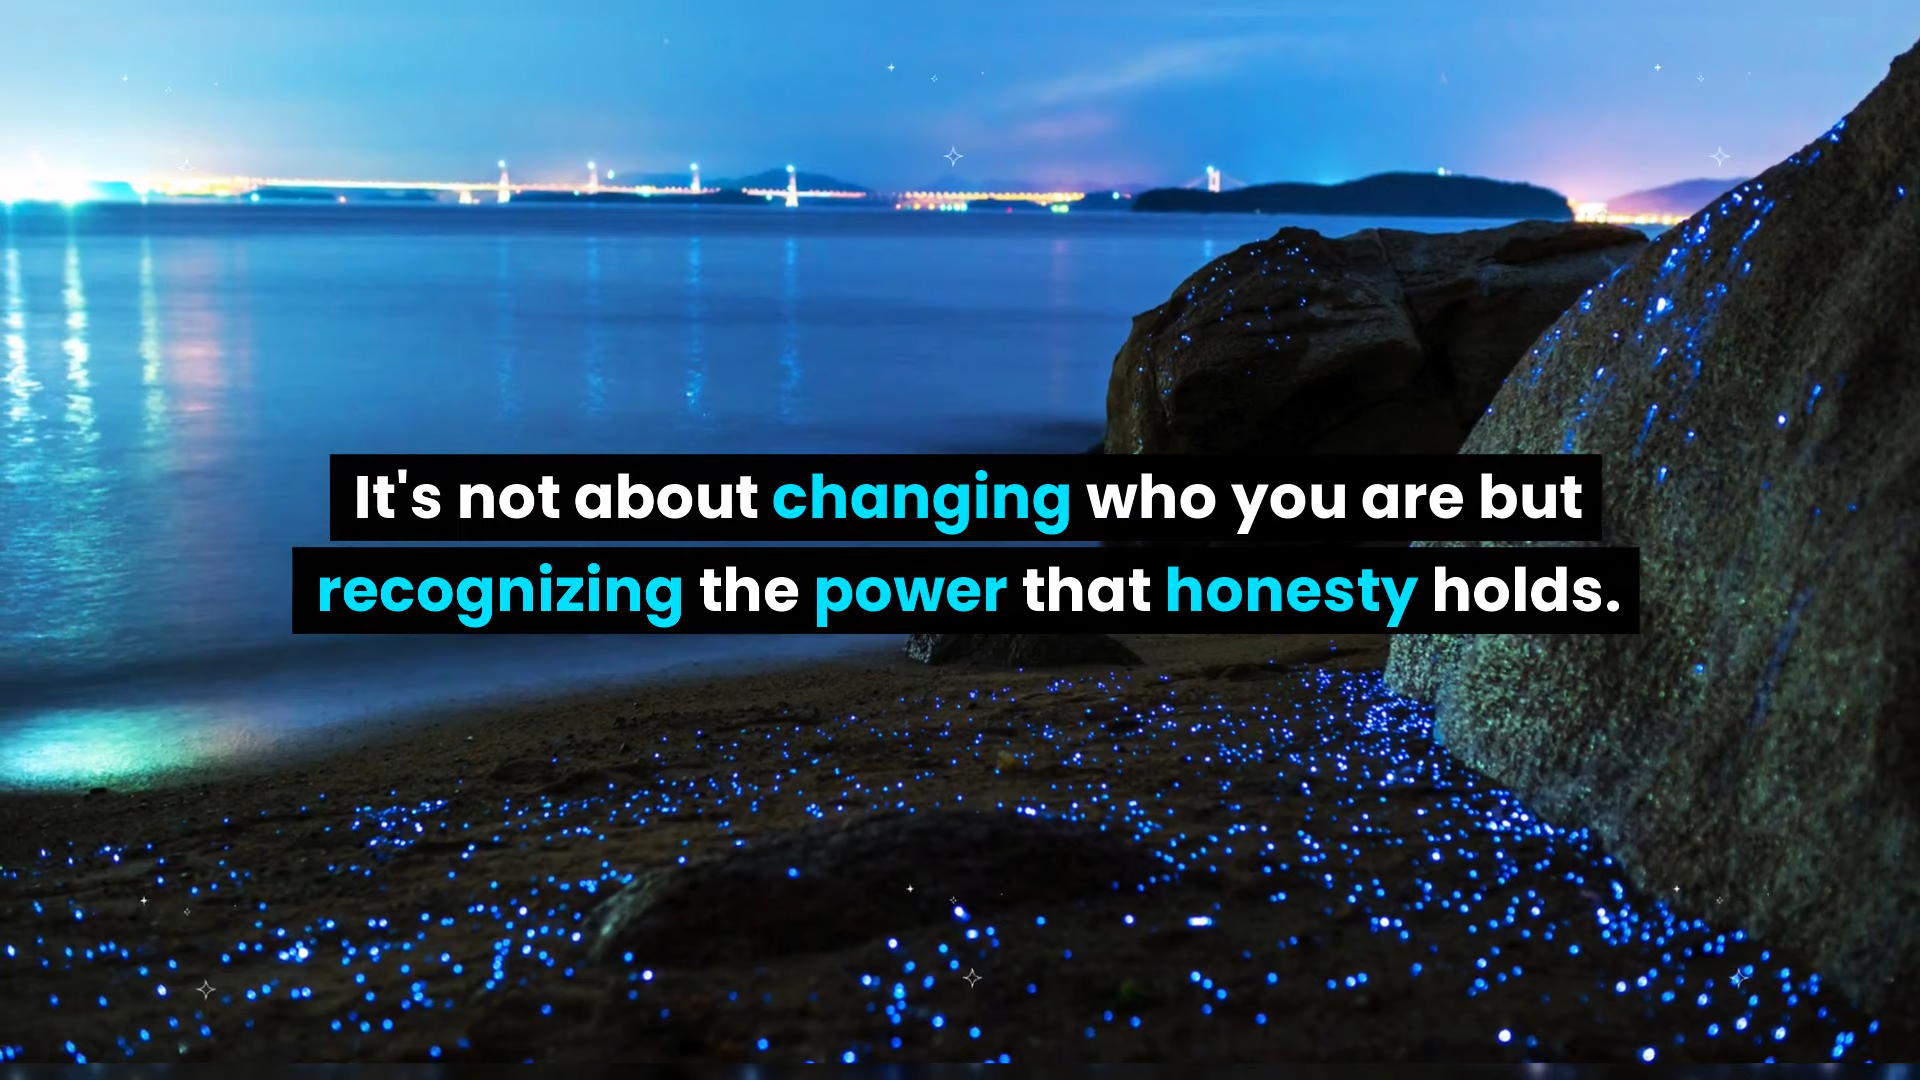 It's not about changing who you are but
recognizing the power that honesty holds.